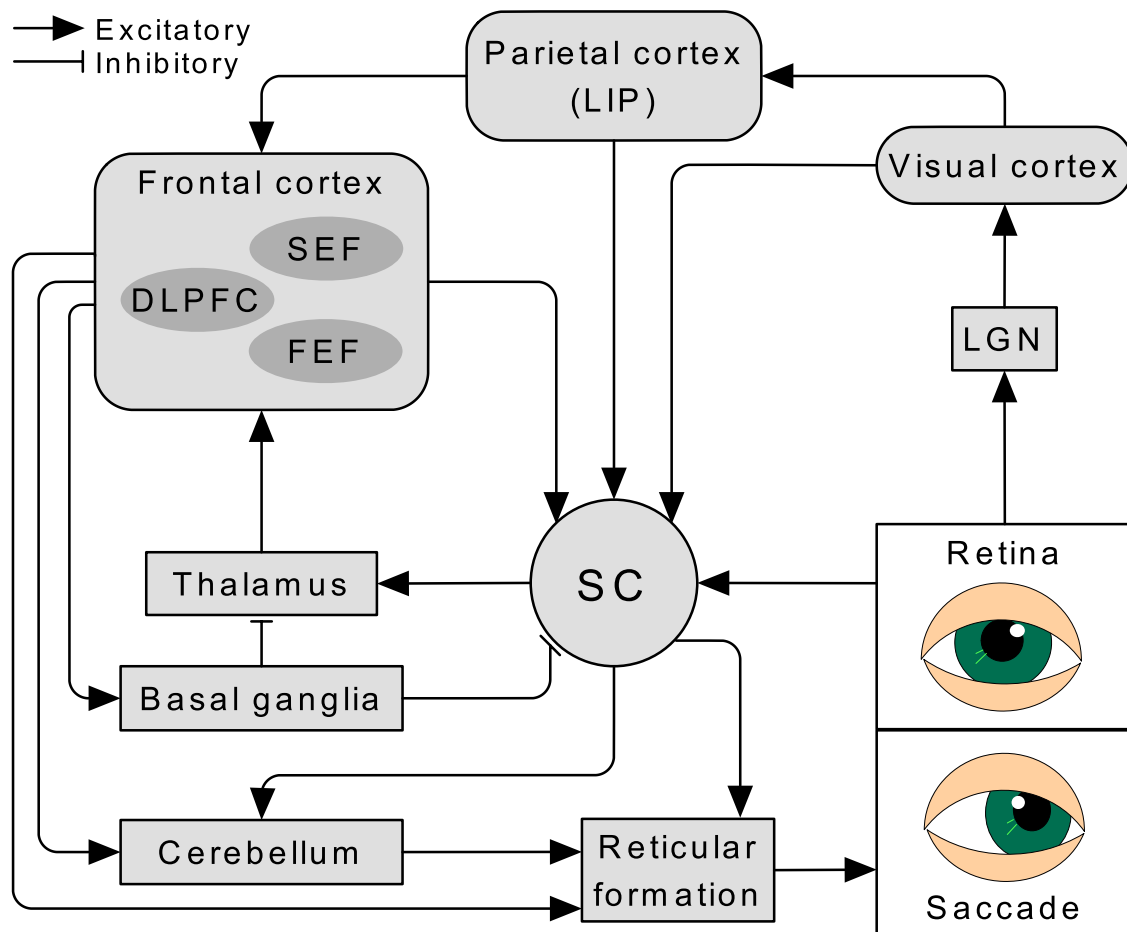 Excitatory
Inhibitory
Parietal cortex
(LIP)
Visual cortex
Frontal cortex
SEF
DLPFC
FEF
LGN
Retina
Thalamus
SC
Basal ganglia
Cerebellum
Reticular
formation
Saccade